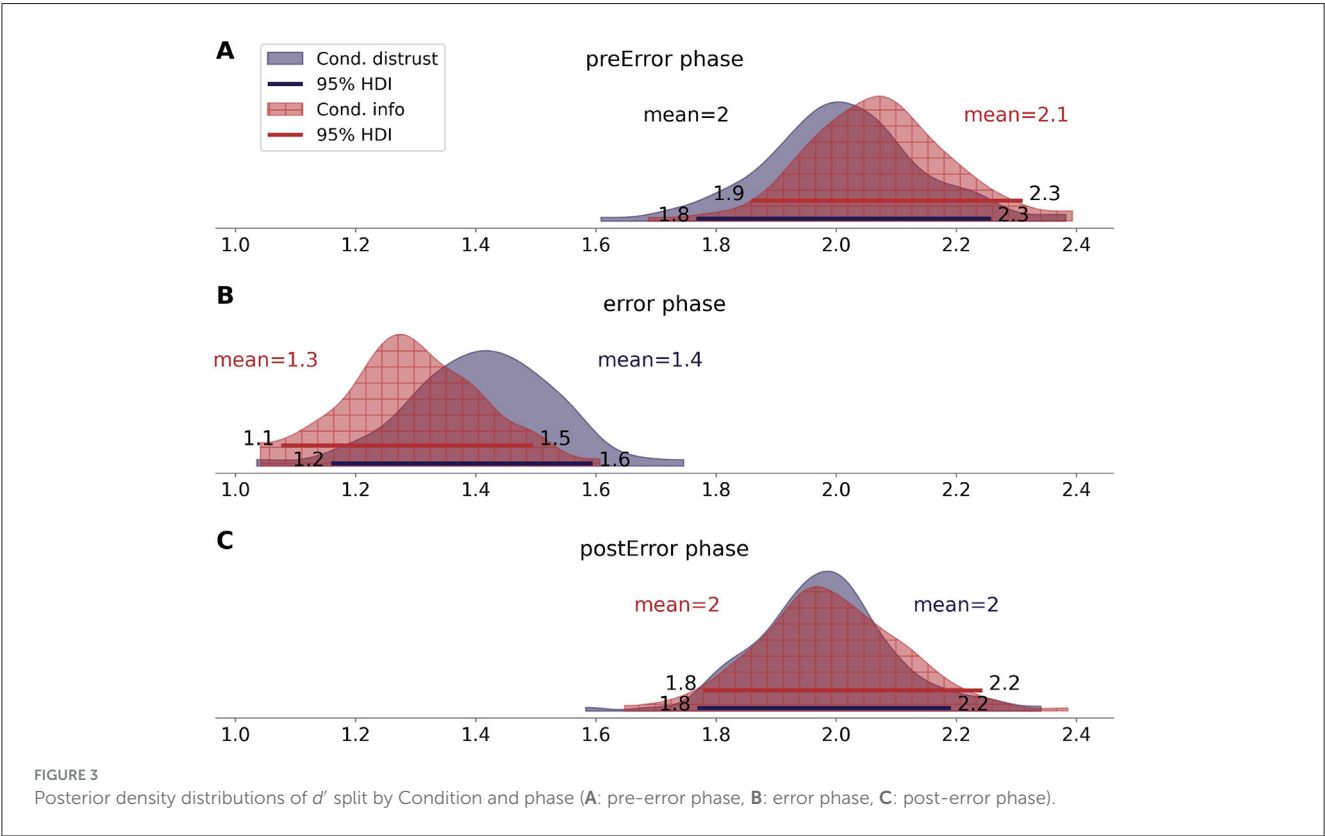 A
Cond. distrust
95% HDI
Cond. info
95% HDI
preError phase
mean=2
mean=2.1
1.9
2.3
1.8
2.3
1.0 1.2 1.4 1.6 1.8 2.0 2.2 2.4
B
error phase
mean=1.3
mean=1.4
1.1
1.5
1.2
1.6
1.0 1.2 1.4 1.6 1.8 2.0 2.2 2.4
C
postError phase
mean=2
mean=2
1.8
2.2
1.8
2.2
1.0 1.2 1.4 1.6 1.8 2.0 2.2 2.4
FIGURE 3
Posterior density distributions of d′ split by Condition and phase (A: pre-error phase, B: error phase, C: post-error phase).